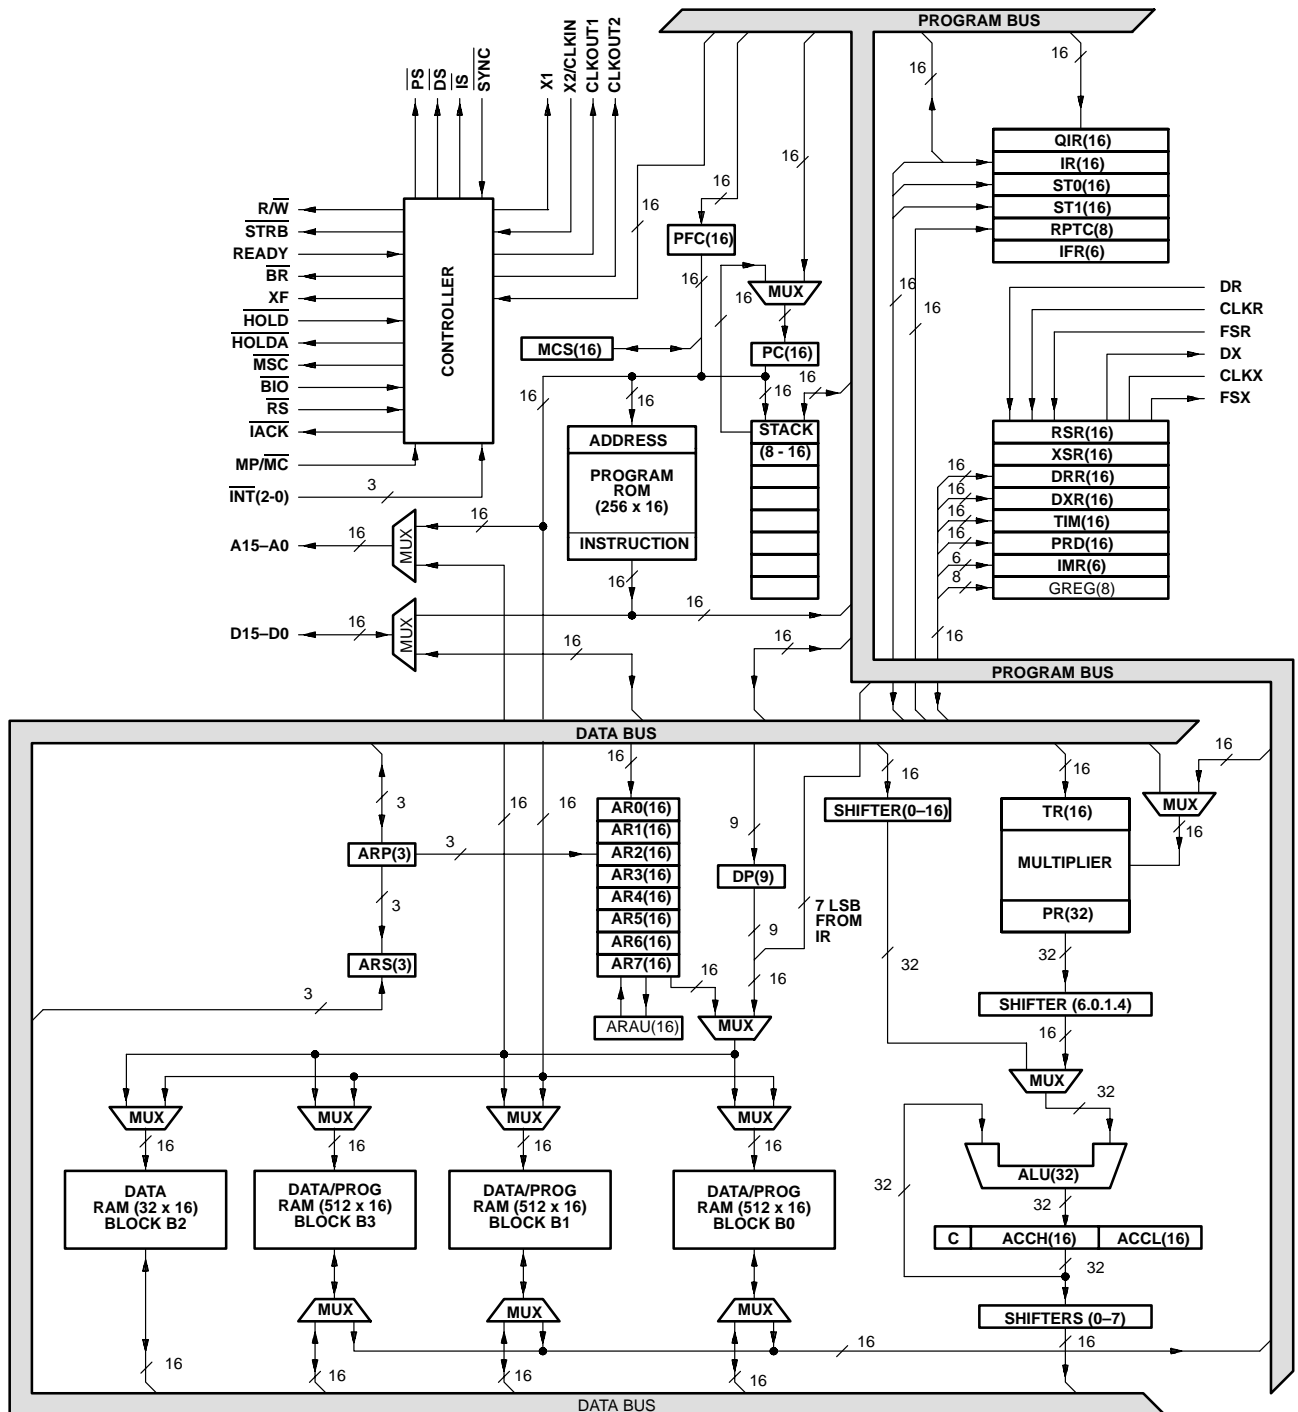 PROGRAM BUS
PS
DS
IS
SYNC
X1
X2/CLKIN
CLKOUT1
CLKOUT2
16
16
16
16
16
16
R/W
STRB
READY
BR
XF
HOLD
HOLDA
MSC
BIO
RS
IACK
MP/MC
INT(2-0)
3
CONTROLLER
PFC(16)
16
16
MUX
MCS(16)
PC(16)
16
16
16
16
QIR(16)
IR(16)
ST0(16)
ST1(16)
RPTC(8)
IFR(6)
16
16
DR
CLKR
FSR
DX
CLKX
FSX
ADDRESS
PROGRAM
ROM
(256 x 16)
INSTRUCTION
16
STACK
(8 - 16)
RSR(16)
XSR(16)
DRR(16)
DXR(16)
TIM(16)
PRD(16)
IMR(6)
GREG(8)
16
16
16
16
6
8
16
A15–A0
16
MUX
16
D15–D0
16
MUX
16
16
16
PROGRAM BUS
DATA BUS
3
16
16
16
ARP(3)
3
3
ARS(3)
3
AR0(16)
AR1(16)
AR2(16)
AR3(16)
AR4(16)
AR5(16)
AR6(16)
AR7(16)
ARAU(16)
16
9
DP(9)
9
16
7 LSB
FROM
IR
MUX
16
SHIFTER(0–16)
32
16
TR(16)
MULTIPLIER
PR(32)
16
MUX
16
32
SHIFTER (6.0.1.4)
16
MUX
32
MUX
MUX
MUX
MUX
16
16
16
16
DATA
RAM (32 x 16)
BLOCK B2
DATA/PROG
RAM (512 x 16)
BLOCK B3
DATA/PROG
RAM (512 x 16)
BLOCK B1
DATA/PROG
RAM (512 x 16)
BLOCK B0
32
ALU(32)
32
C
ACCH(16)
ACCL(16)
32
MUX
MUX
MUX
SHIFTERS (0–7)
16
16
16
16
16
16
DATA BUS